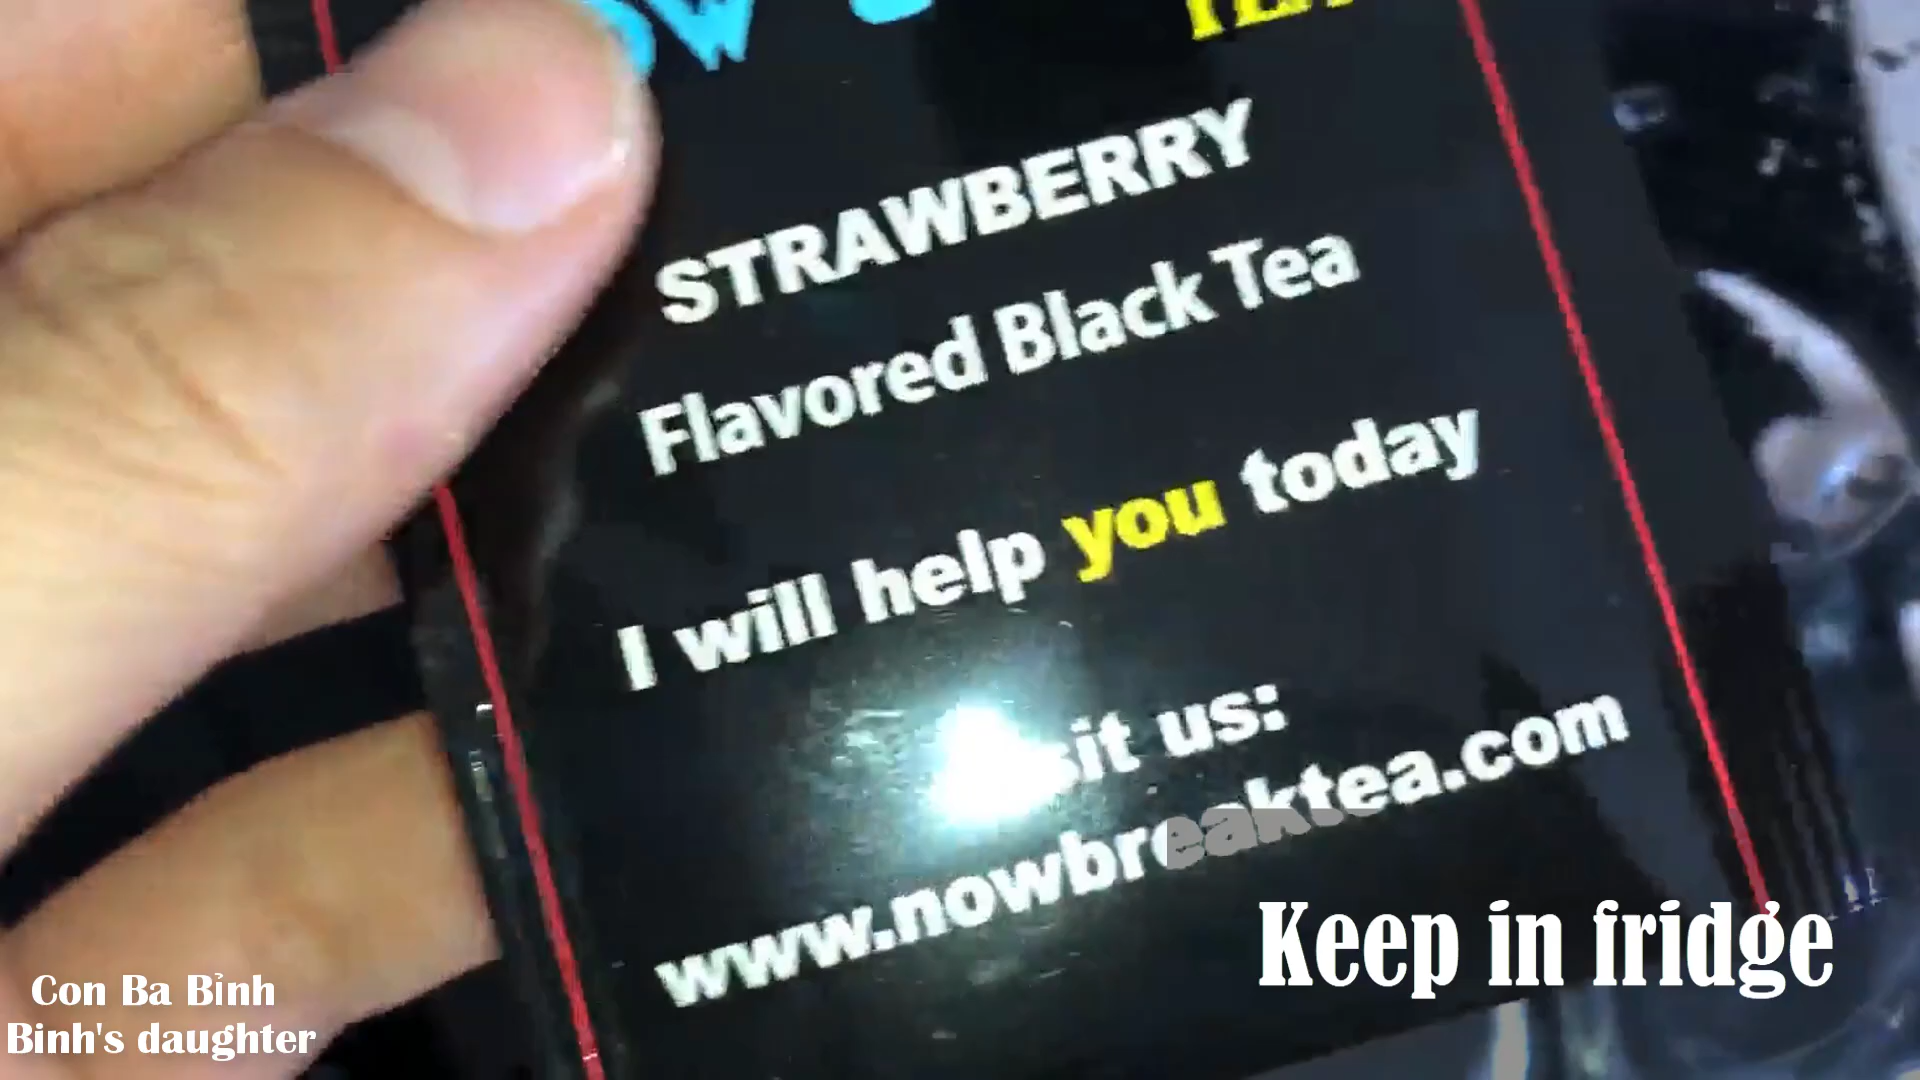 TEA
STRAWBERRY
Flavored Black Tea
I will help you today
us:
www.nowbreaktea.com
Keep in fridge
Con Ba Bình
Binh's daughter